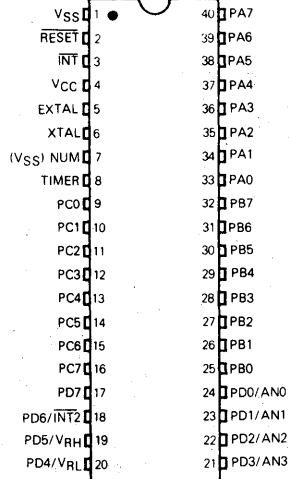 VSS 1 40 PA7
RESET 2 39 PA6
INT 3 38 PA5
VCC 4 37 PA4
EXTAL 5 36 PA3
XTAL 6 35 PA2
(VSS) NUM 7 34 PA1
TIMER 8 33 PA0
PC0 9 32 PB7
PC1 10 31 PB6
PC2 11 30 PB5
PC3 12 29 PB4
PC4 13 28 PB3
PC5 14 27 PB2
PC6 15 26 PB1
PC7 16 25 PB0
PD7 17 24 PD0/AN0
PD6/INT2 18 23 PD1/AN1
PD5/VRH 19 22 PD2/AN2
PD4/VRL 20 21 PD3/AN3